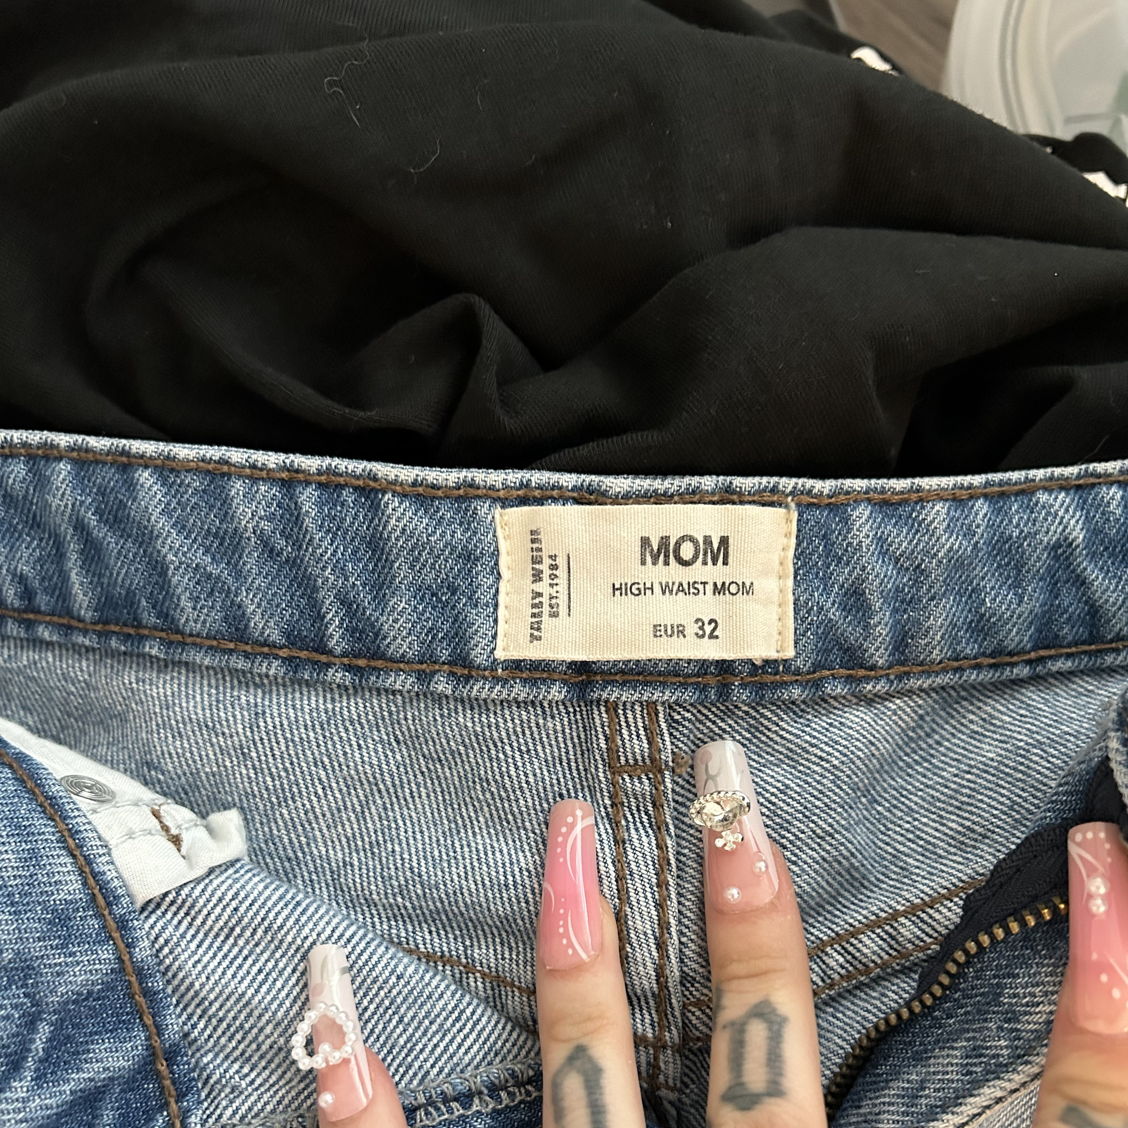 TALLY WEiJL
EST.1984
MOM
HIGH WAIST MOM
EUR 32